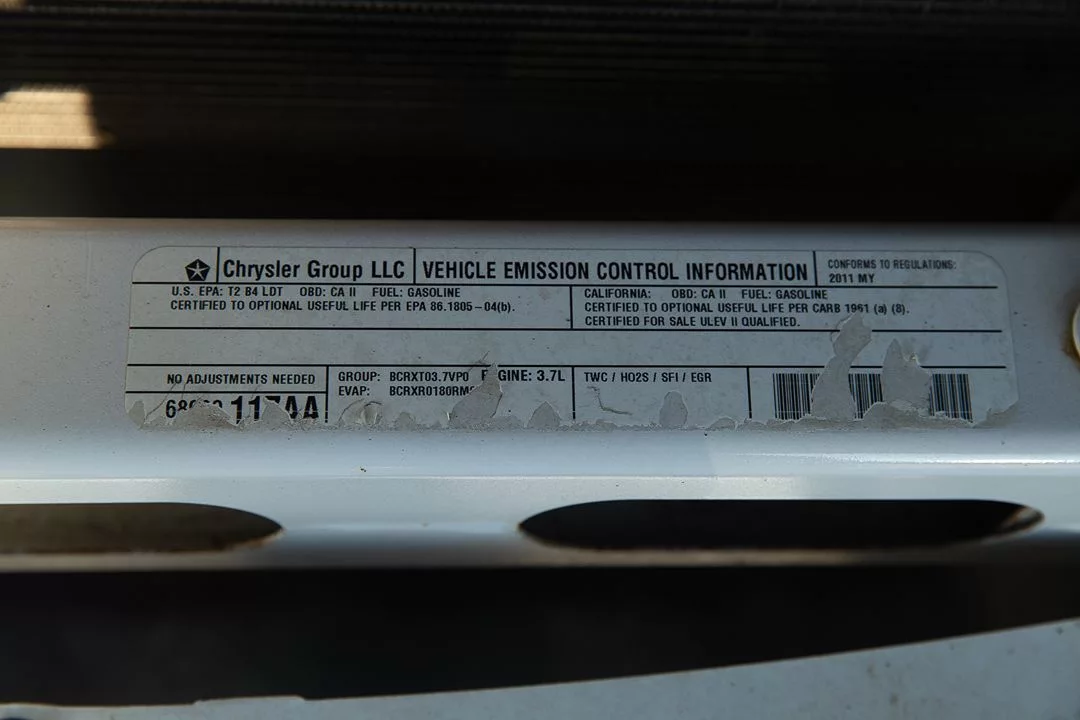 Chrysler Group LLC
VEHICLE EMISSION CONTROL INFORMATION
CONFORMS TO REGULATIONS:
2011 MY
U.S. EPA: T2 B4 LDT OBD: CA II FUEL: GASOLINE
CERTIFIED TO OPTIONAL USEFUL LIFE PER EPA 86.1805-04(b).
CALIFORNIA: OBD: CA II FUEL: GASOLINE
CERTIFIED TO OPTIONAL USEFUL LIFE PER CARB 1961 (a) (8).
CERTIFIED FOR SALE ULEV II QUALIFIED.
NO ADJUSTMENTS NEEDED
GROUP: BCRXT03.7VP0 3.7L
EVAP:
TWC / HO2S / SFI / EGR